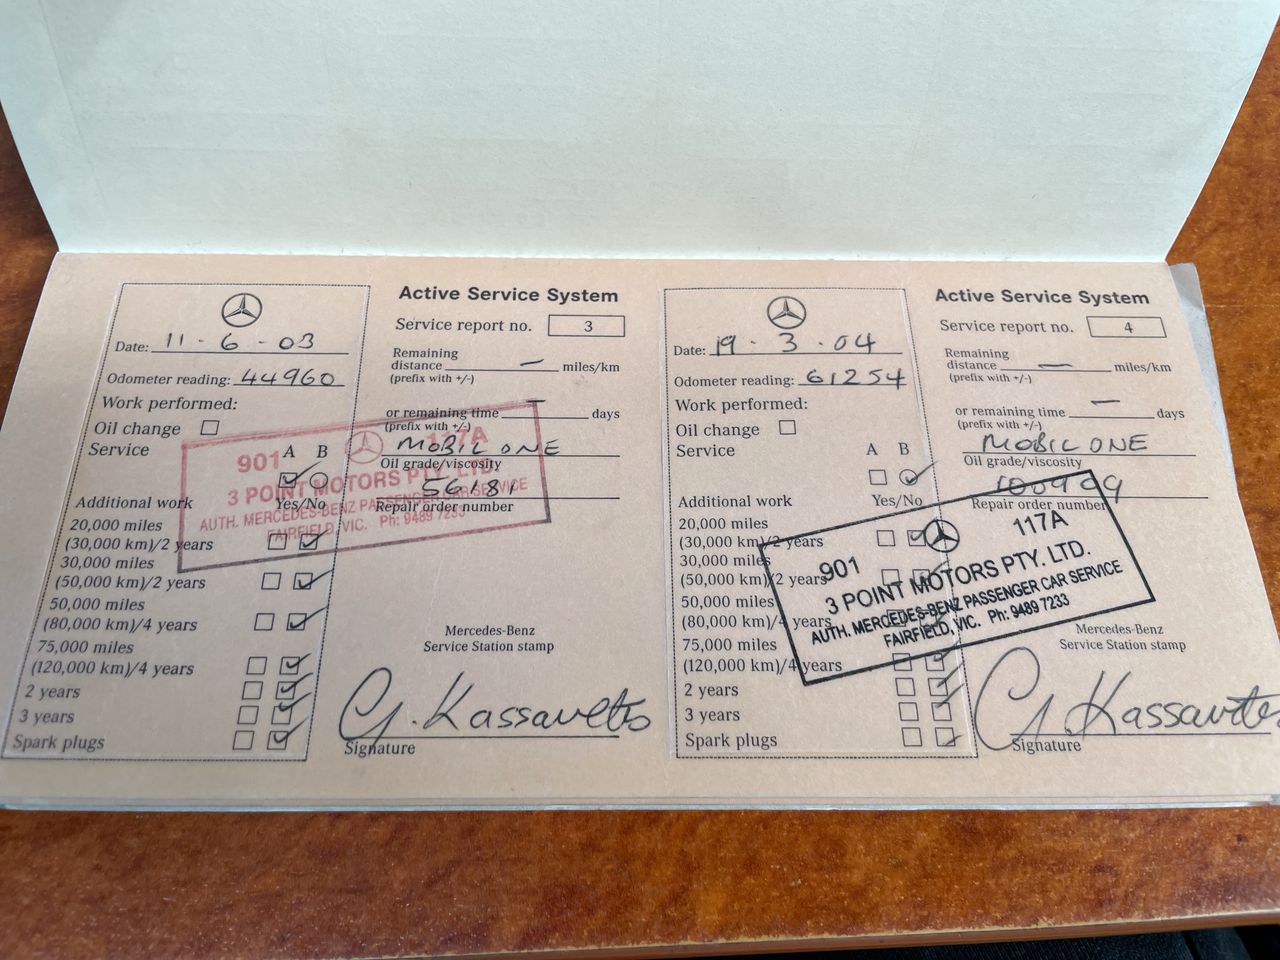 Active Service System
Service report no. 3
Date: 11 - 6 - 03
Remaining
distance — miles/km
(prefix with +/-)
Odometer reading: 44960
Work performed:
or remaining time — days
(prefix with +/-)
Oil change
MOBIL ONE
Oil grade/viscosity
Service A B
56181
Repair order number
Additional work Yes/No
20,000 miles
(30,000 km)/2 years
30,000 miles
(50,000 km)/2 years
50,000 miles
(80,000 km)/4 years
75,000 miles
(120,000 km)/4 years
2 years
3 years
Spark plugs
901 117A
3 POINT MOTORS PTY. LTD.
AUTH. MERCEDES-BENZ PASSENGER CAR SERVICE
FAIRFIELD, VIC. Ph: 9489 7233
Mercedes-Benz
Service Station stamp
G. Kassavetis
Signature
Active Service System
Service report no. 4
Date: 19 - 3 - 04
Remaining
distance — miles/km
(prefix with +/-)
Odometer reading: 61254
Work performed:
or remaining time — days
(prefix with +/-)
Oil change
MOBIL ONE
Oil grade/viscosity
Service A B
Repair order number
Additional work Yes/No
20,000 miles
(30,000 km)/2 years
30,000 miles
(50,000 km)/2 years
50,000 miles
(80,000 km)/4 years
75,000 miles
(120,000 km)/4 years
2 years
3 years
Spark plugs
901 117A
3 POINT MOTORS PTY. LTD.
AUTH. MERCEDES-BENZ PASSENGER CAR SERVICE
FAIRFIELD, VIC. Ph: 9489 7233
Mercedes-Benz
Service Station stamp
G. Kassavetis
Signature